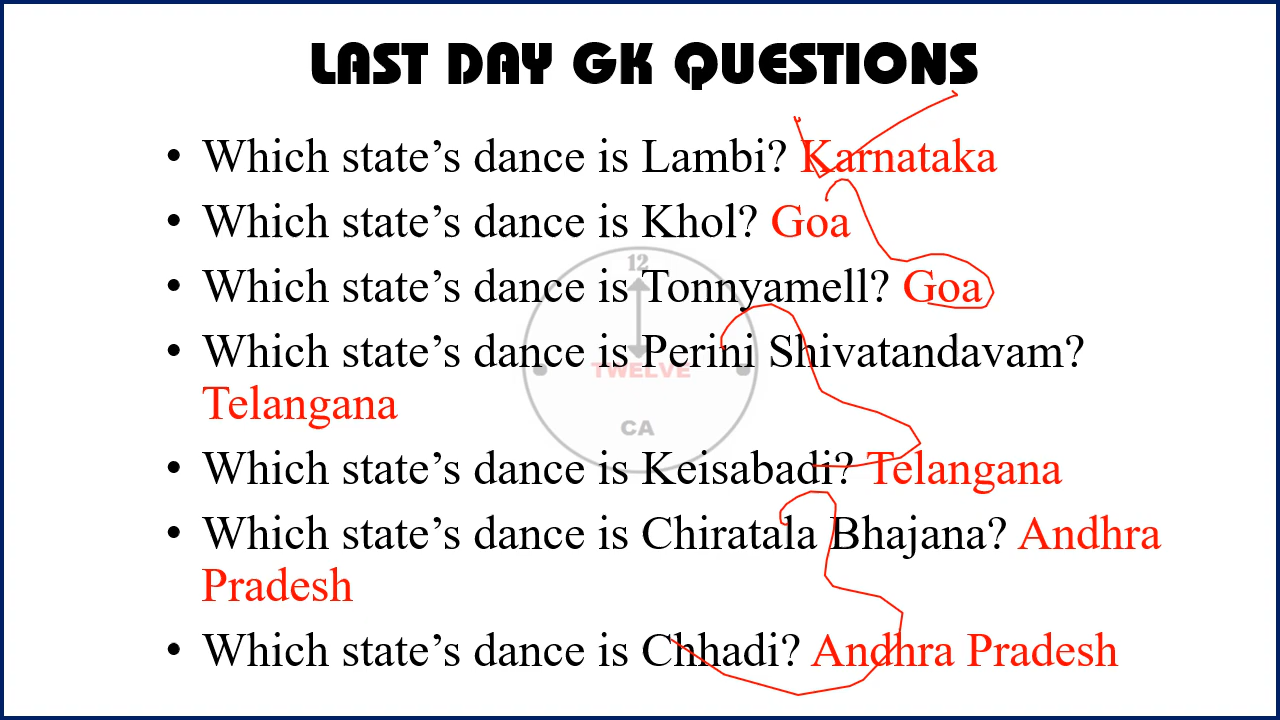 LAST DAY GK QUESTIONS
• Which state’s dance is Lambi? Karnataka
• Which state’s dance is Khol? Goa
12
• Which state’s dance is Tonnyamell? Goa
• Which state’s dance is Perini Shivatandavam?
TWELVE
Telangana
CA
• Which state’s dance is Keisabadi? Telangana
• Which state’s dance is Chiratala Bhajana? Andhra
Pradesh
• Which state’s dance is Chhadi? Andhra Pradesh